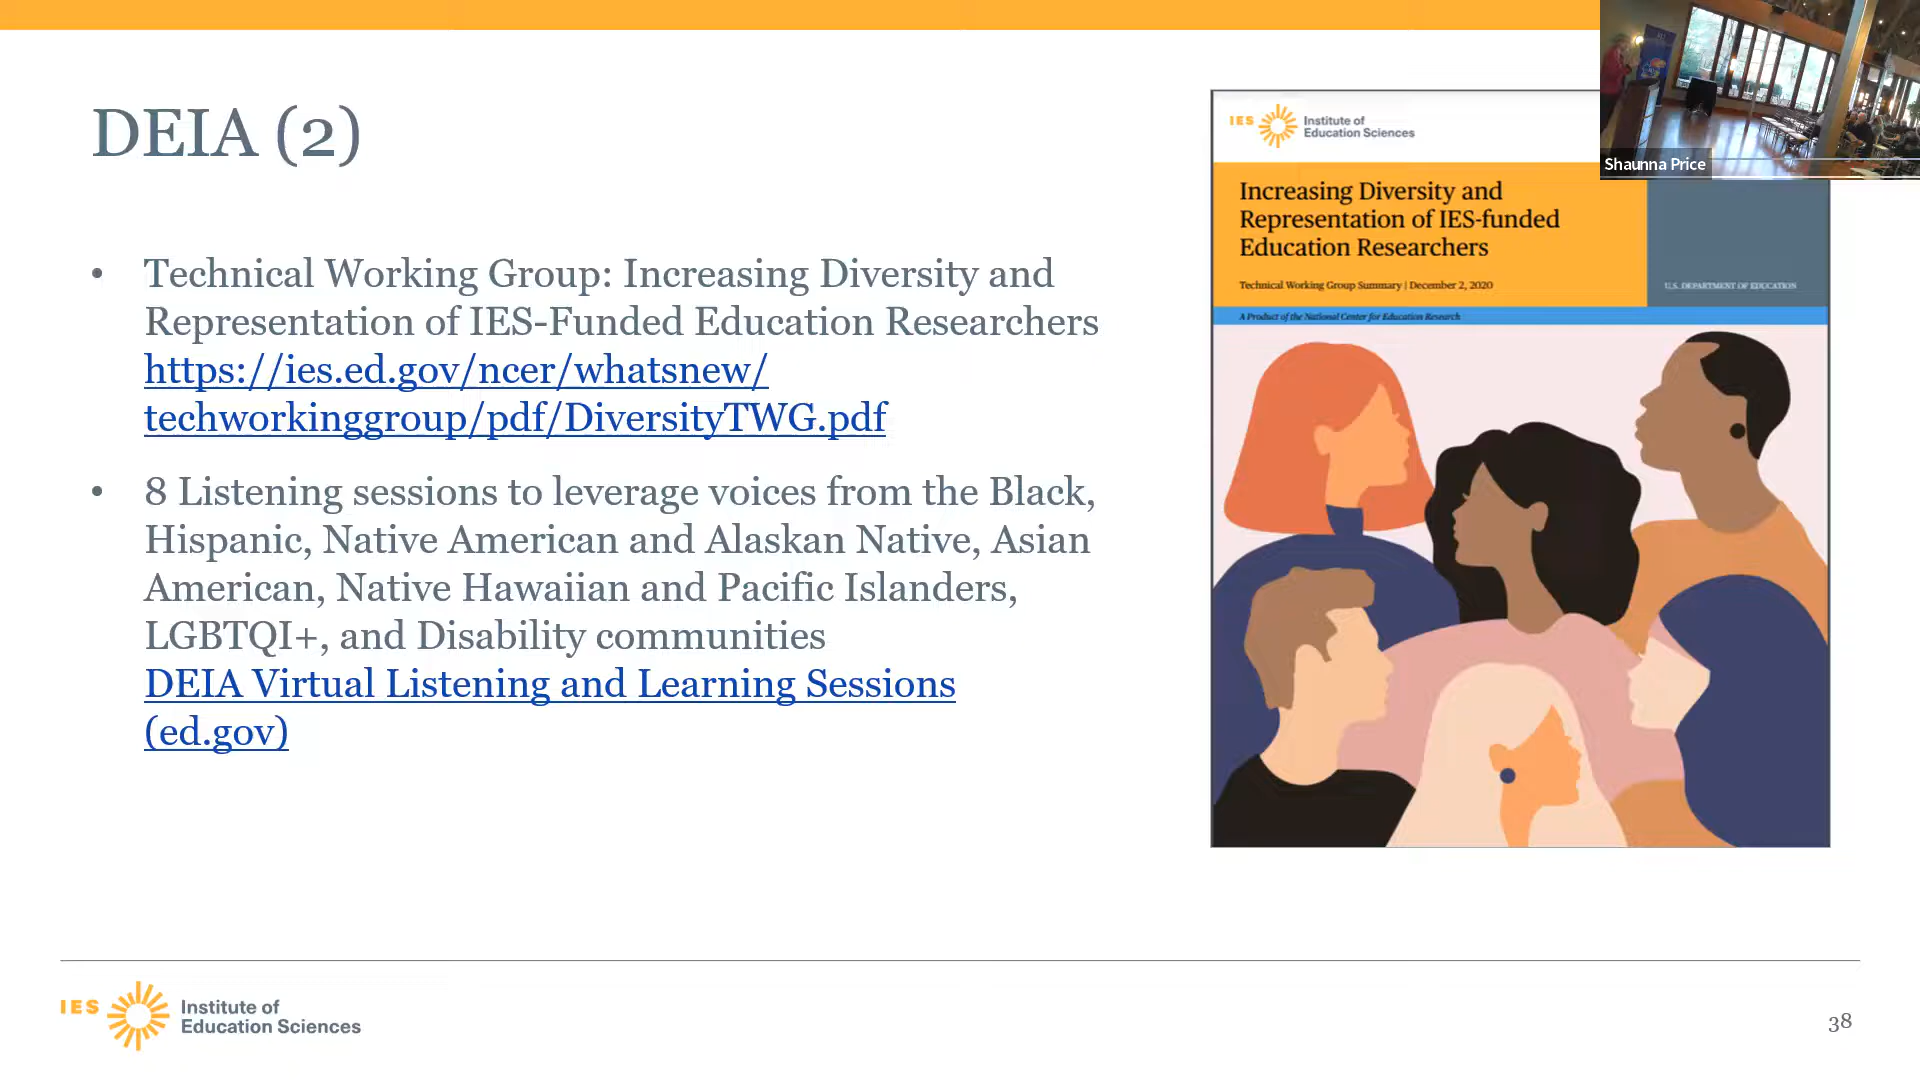 DEIA (2)
• Technical Working Group: Increasing Diversity and
Representation of IES-Funded Education Researchers
https://ies.ed.gov/ncer/whatsnew/
techworkinggroup/pdf/DiversityTWG.pdf
• 8 Listening sessions to leverage voices from the Black,
Hispanic, Native American and Alaskan Native, Asian
American, Native Hawaiian and Pacific Islanders,
LGBTQI+, and Disability communities
DEIA Virtual Listening and Learning Sessions
(ed.gov)
IES
Institute of
Education Sciences
Increasing Diversity and
Representation of IES-funded
Education Researchers
Technical Working Group Summary | December 2, 2020
U.S. DEPARTMENT OF EDUCATION
A Product of the National Center for Education Research
Shaunna Price
IES
Institute of
Education Sciences
38